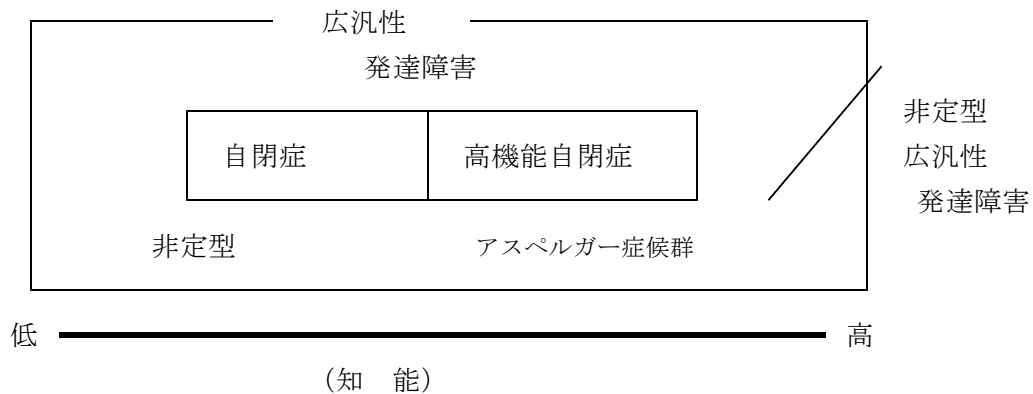 広汎性
発達障害
自閉症
高機能自閉症
非定型
広汎性
発達障害
非定型
アスペルガー症候群
低
高
（知　能）